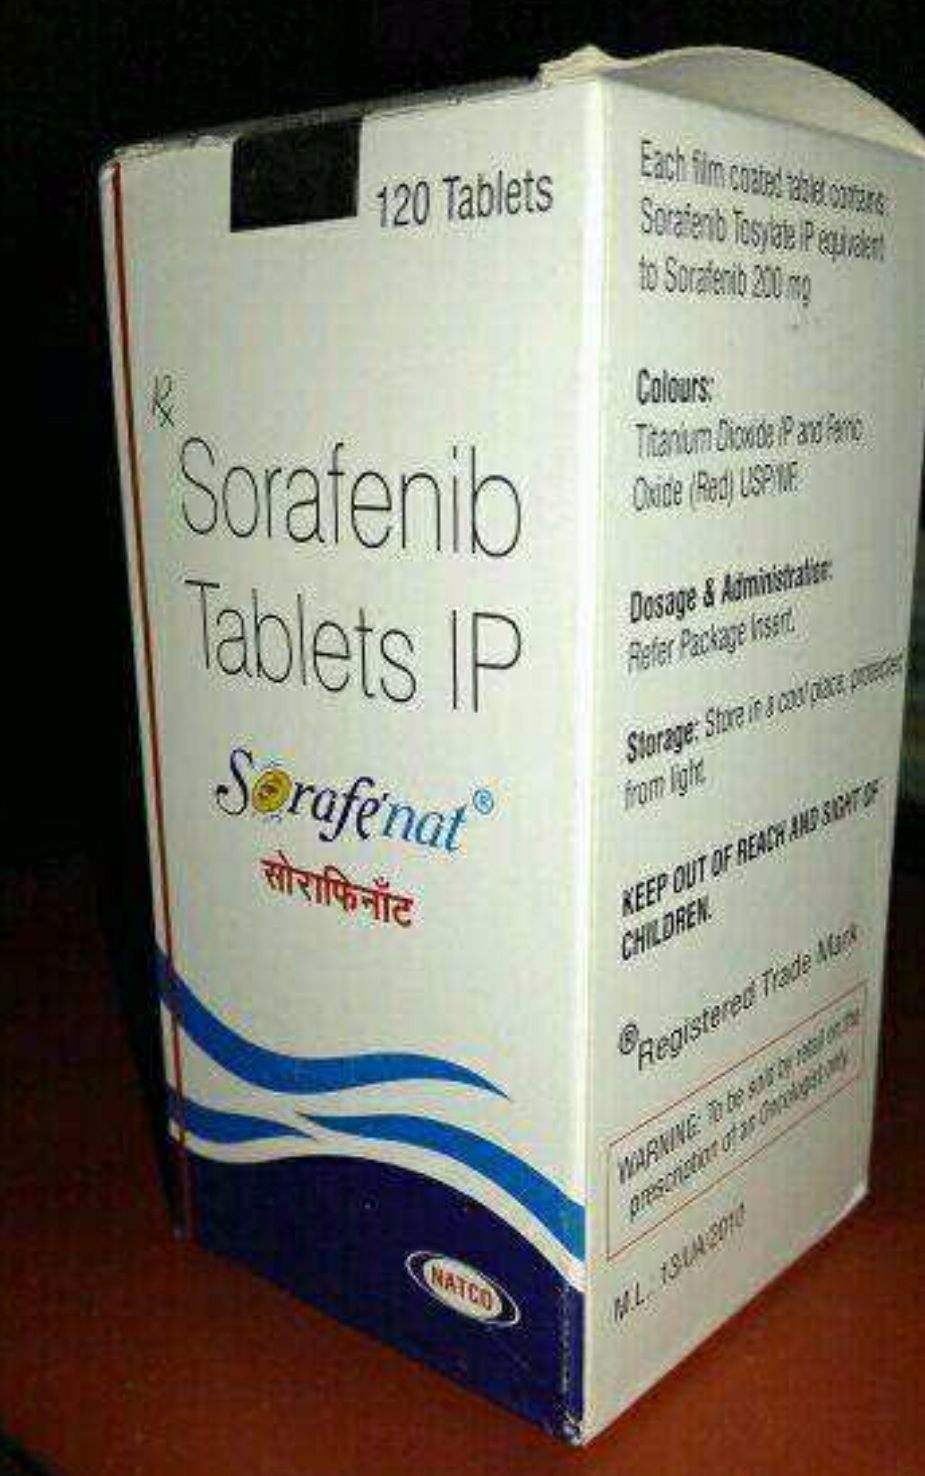 120 Tablets
Rx
Sorafenib
Tablets IP
Sorafenat®
सोराफिनॅंट
NATCO
Each film coated tablet contains:
Sorafenib Tosylate IP equivalent
to Sorafenib 200 mg
Colours:
Titanium Dioxide IP and Ferric
Oxide (Red) USP/NF.
Dosage & Administration:
Refer Package Insert.
Storage: Store in a cool place, protected
from light.
KEEP OUT OF REACH AND SIGHT OF
CHILDREN.
®Registered Trade Mark
WARNING: To be sold by retail on the
prescription of an Oncologist only.
M.L.: 13/UA/2010